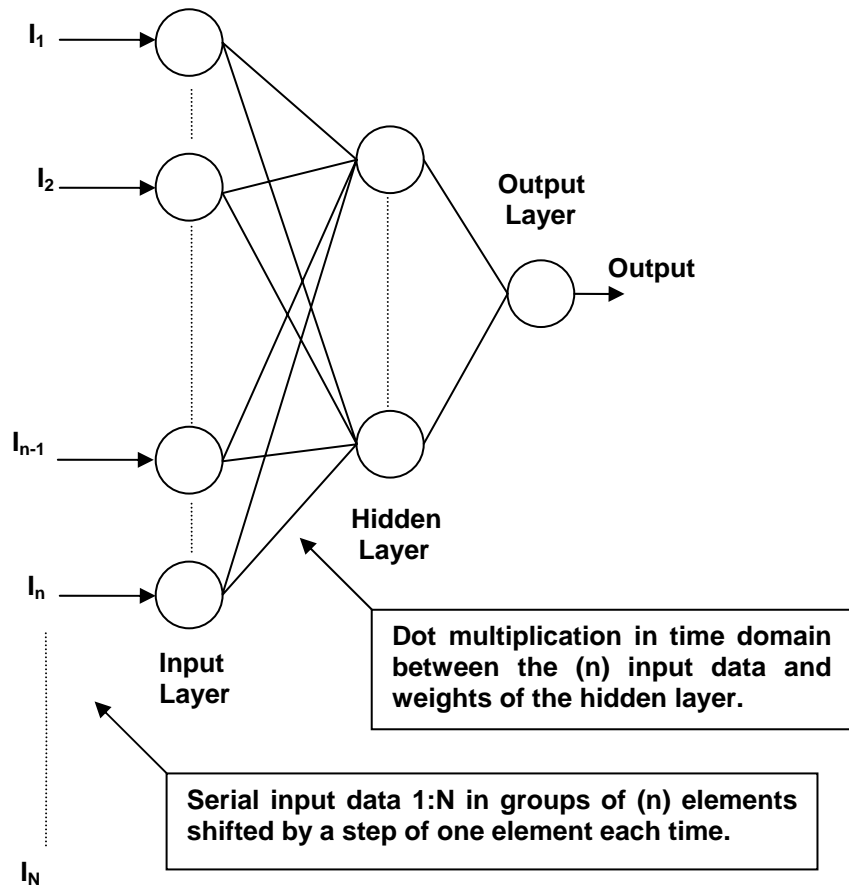 I1
I2
Output
Layer
Output
In-1
Hidden
Layer
In
Dot multiplication in time domain
between the (n) input data and
weights of the hidden layer.
Input
Layer
Serial input data 1:N in groups of (n) elements
shifted by a step of one element each time.
IN